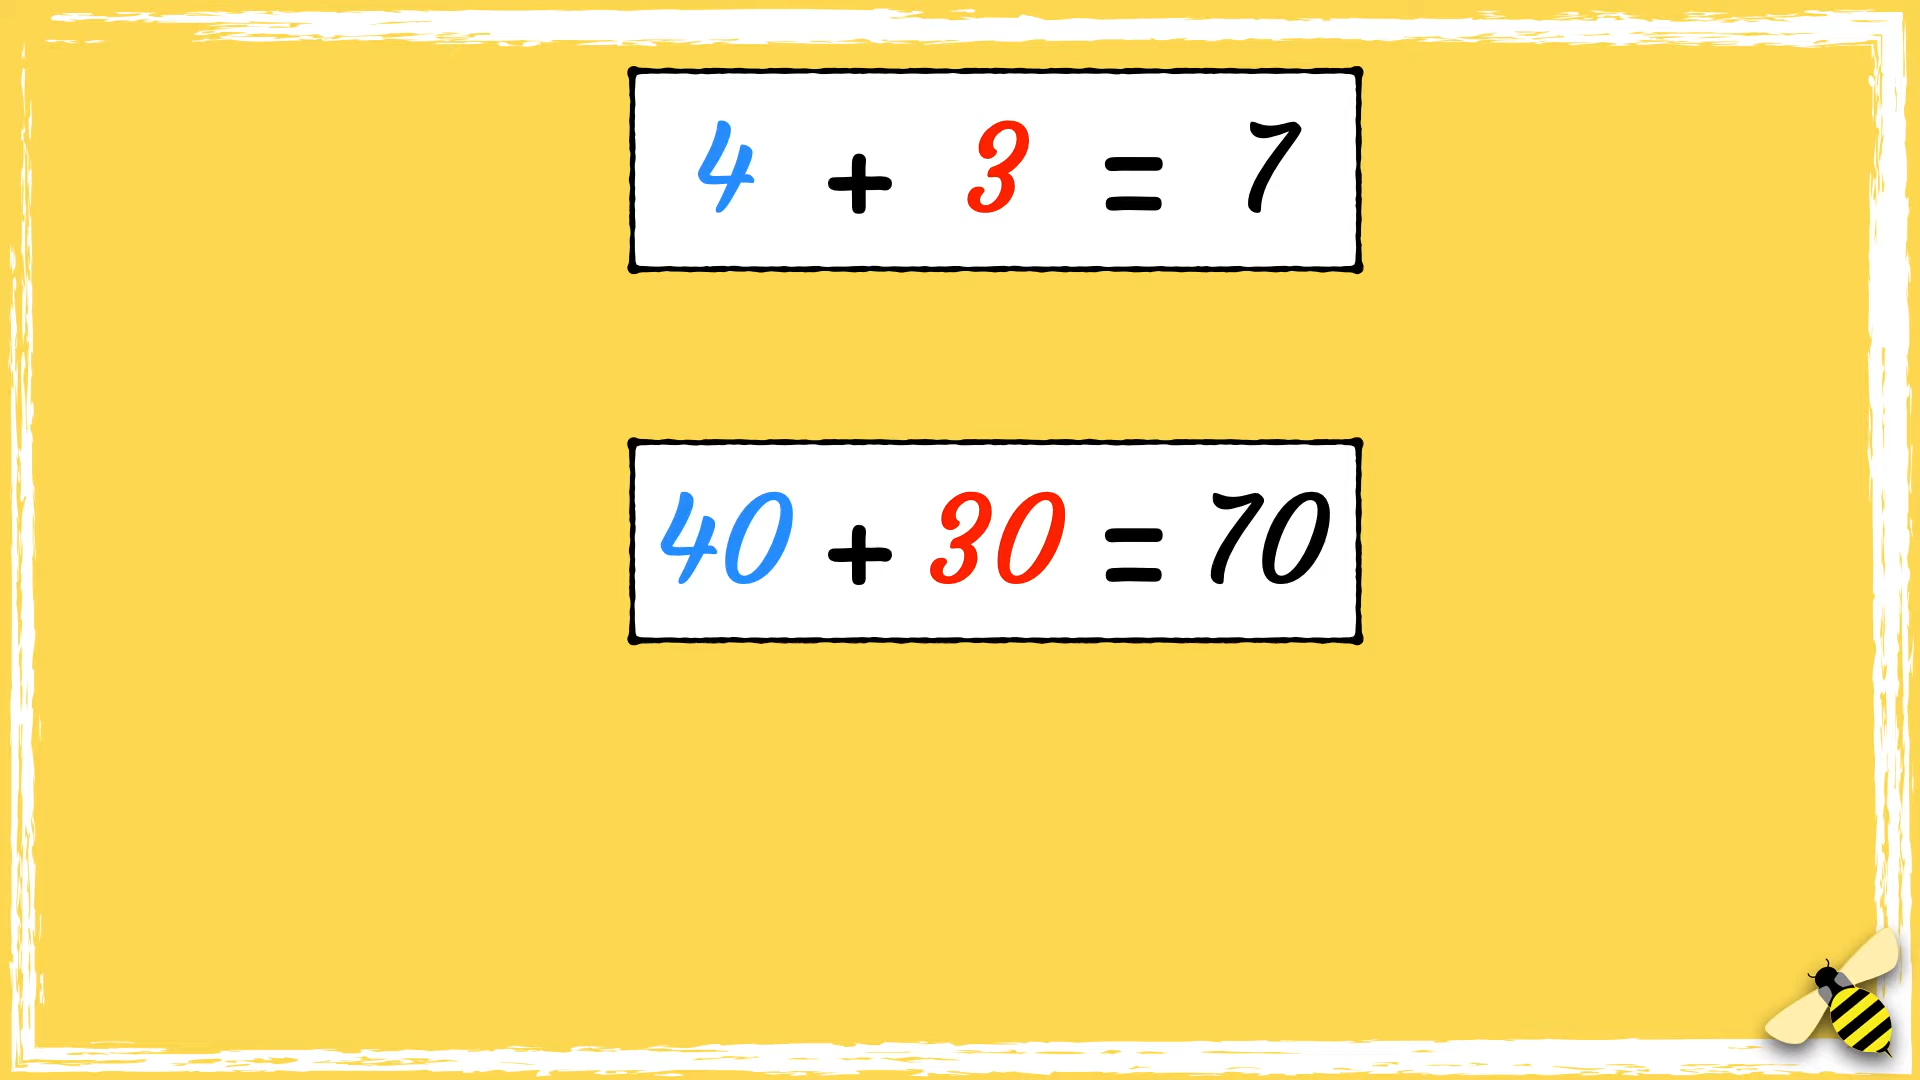 4 + 3 = 7
40 + 30 = 70